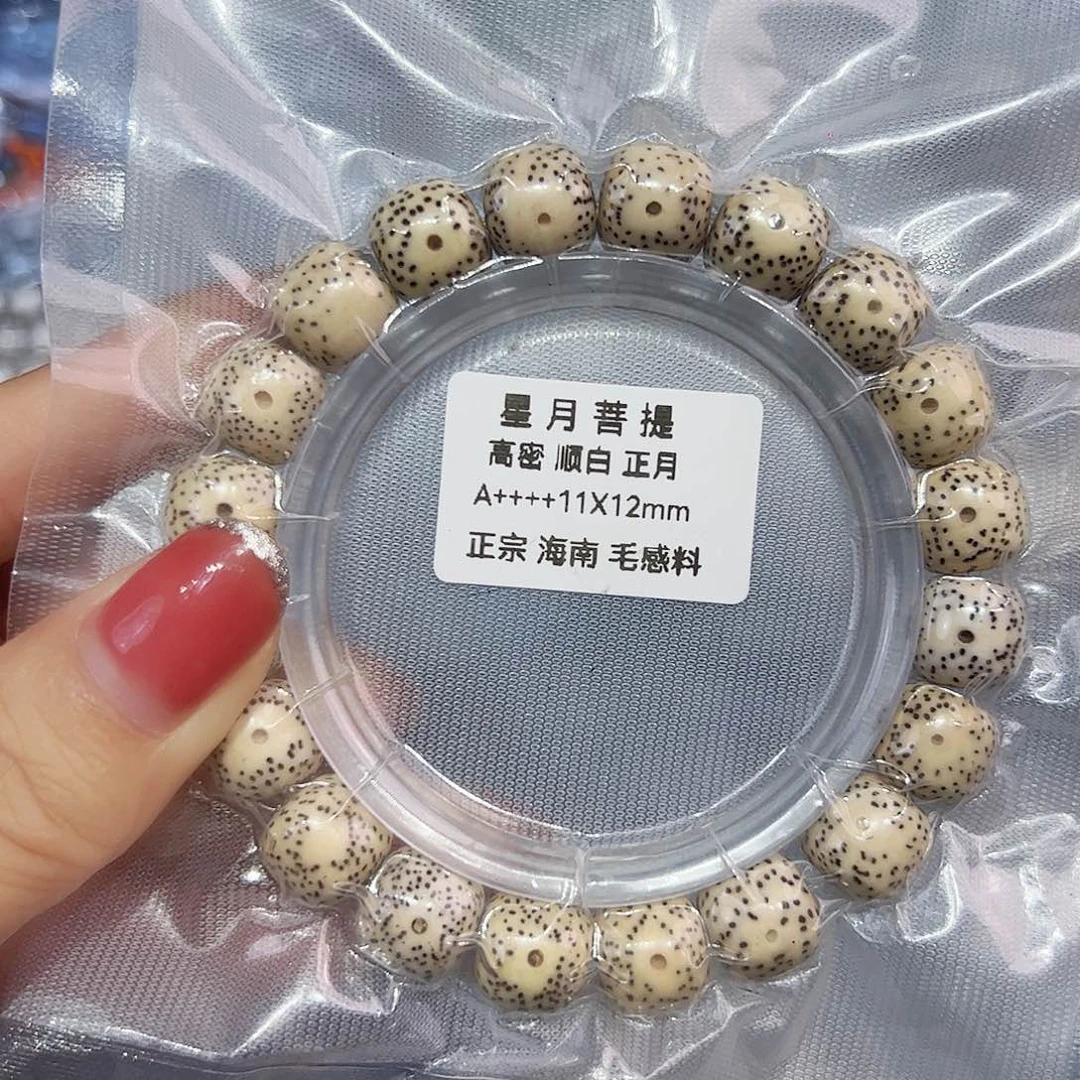 星月菩提
高密 顺白 正月
A++++11X12mm
正宗 海南 毛感料